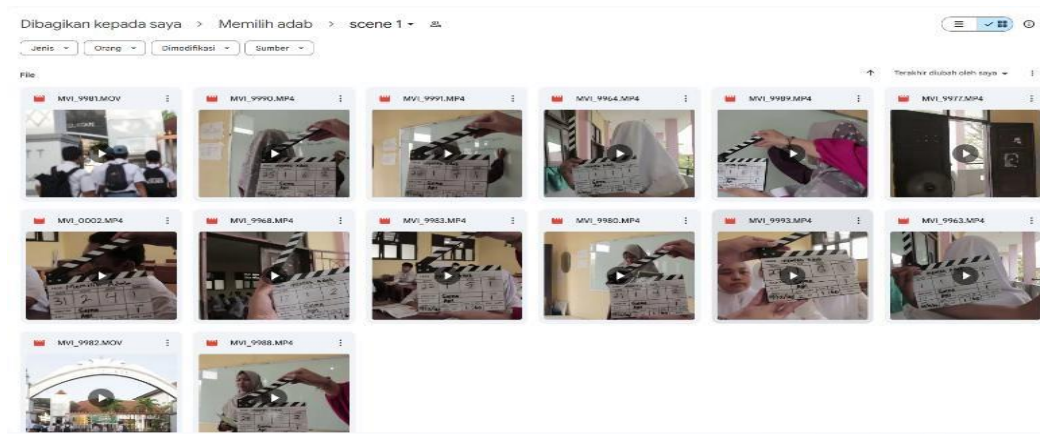 Dibagikan kepada saya > Memilih adab > scene 1
Jenis Orang Dimodifikasi Sumber
File
Terakhir diubah oleh saya
MVI_9981.MOV MVI_9990.MP4 MVI_9991.MP4 MVI_9964.MP4 MVI_9989.MP4 MVI_9977.MP4
MVI_0002.MP4 MVI_9968.MP4 MVI_9983.MP4 MVI_9980.MP4 MVI_9993.MP4 MVI_9963.MP4
MVI_9982.MOV MVI_9988.MP4